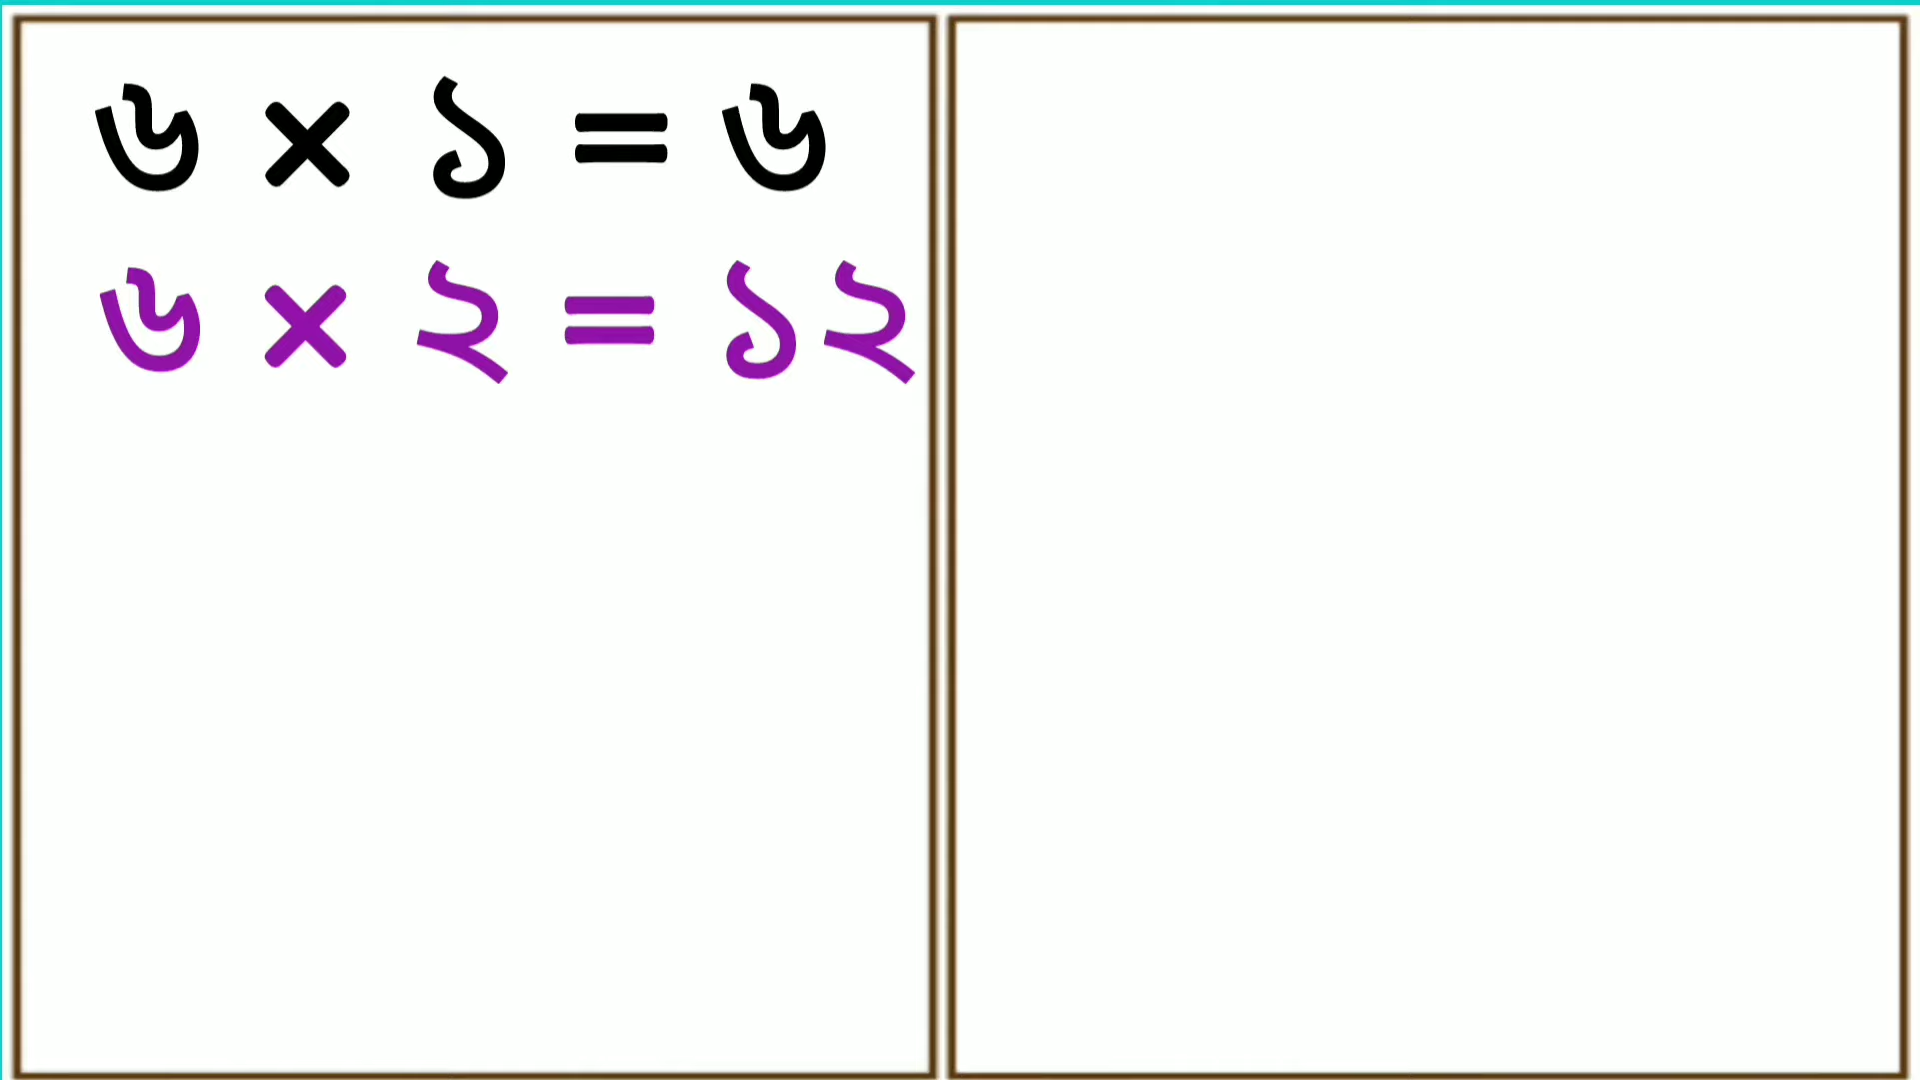 ৬ × ১ = ৬
৬ × ২ = ১২